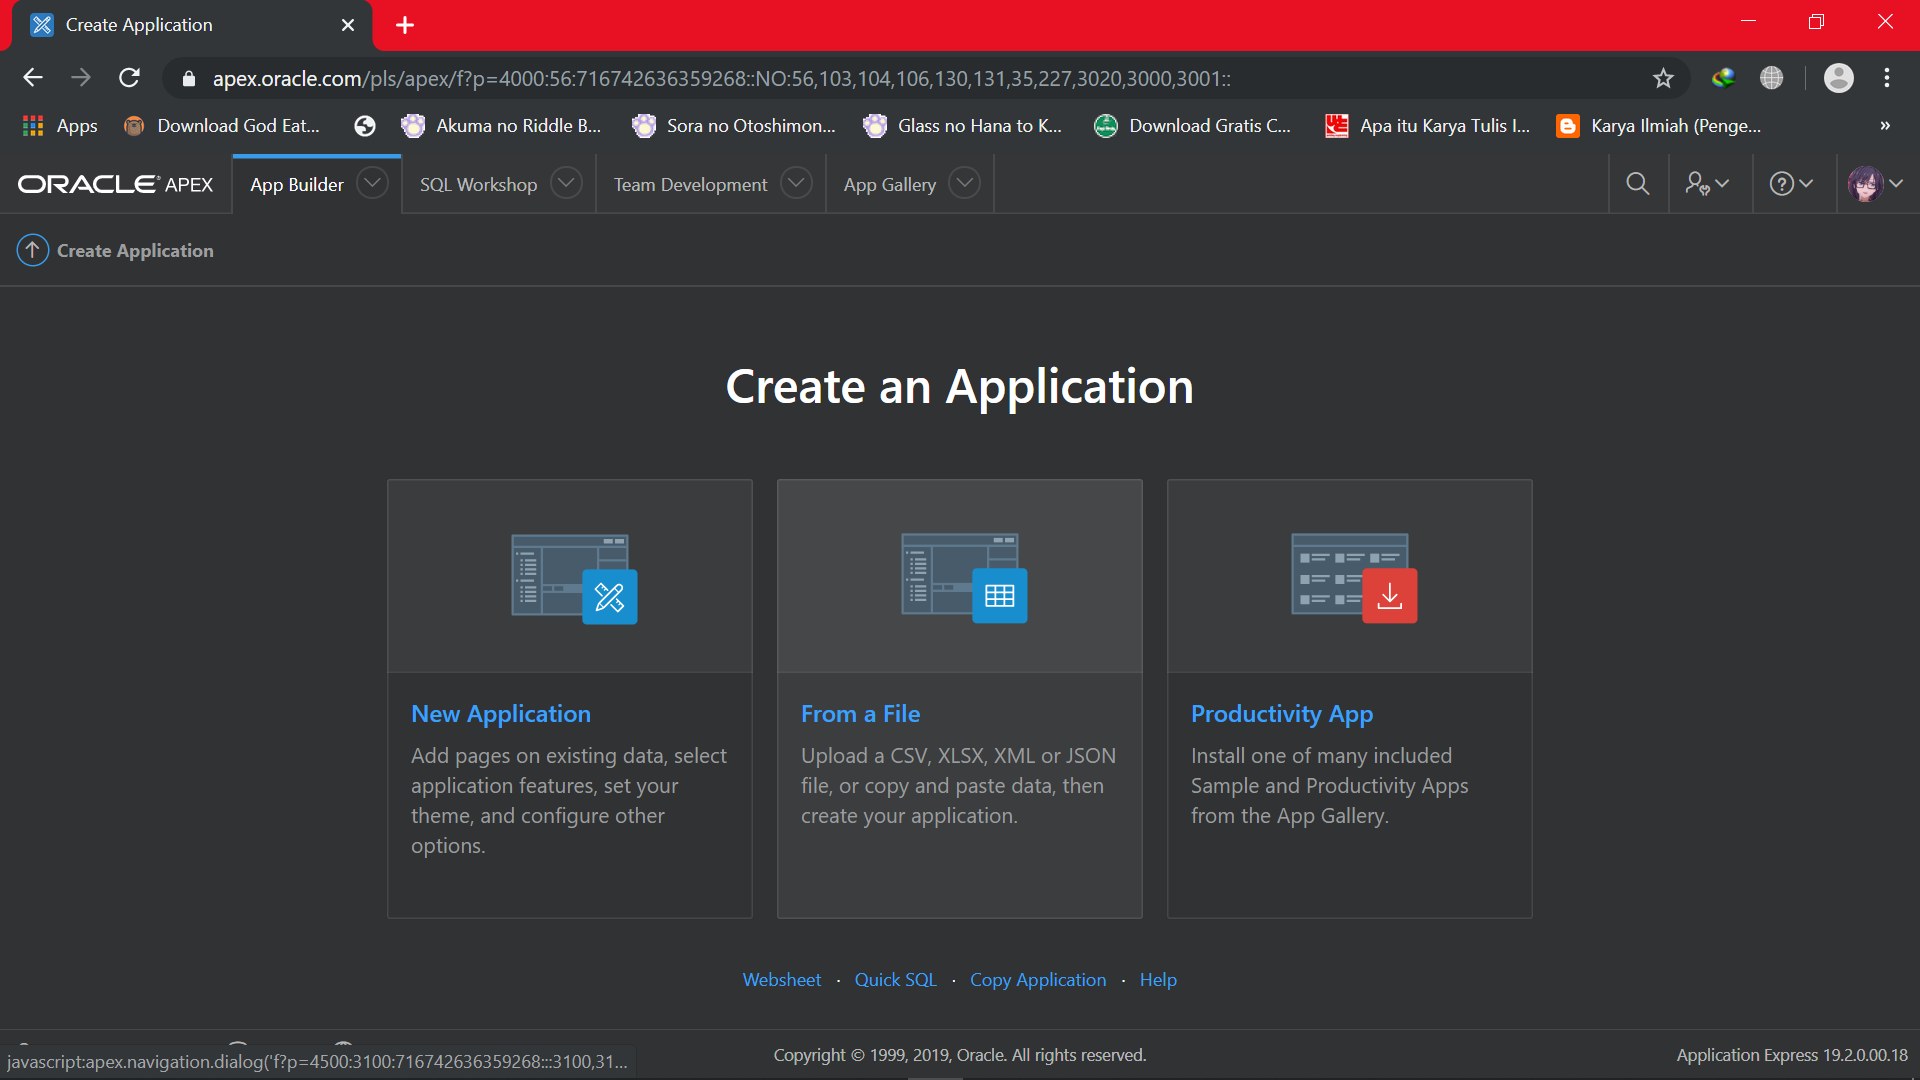 Create Application
apex.oracle.com/pls/apex/f?p=4000:56:716742636359268::NO:56,103,104,106,130,131,35,227,3020,3000,3001::
Apps Download God Eat... Akuma no Riddle B... Sora no Otoshimon... Glass no Hana to K... Download Gratis C... Apa itu Karya Tulis I... Karya Ilmiah (Penge... »
ORACLE APEX App Builder SQL Workshop Team Development App Gallery
Create Application
Create an Application
New Application
Add pages on existing data, select
application features, set your
theme, and configure other
options.
From a File
Upload a CSV, XLSX, XML or JSON
file, or copy and paste data, then
create your application.
Productivity App
Install one of many included
Sample and Productivity Apps
from the App Gallery.
Websheet · Quick SQL · Copy Application · Help
javascript:apex.navigation.dialog('f?p=4500:3100:716742636359268:::3100,31...
Copyright © 1999, 2019, Oracle. All rights reserved.
Application Express 19.2.0.00.18